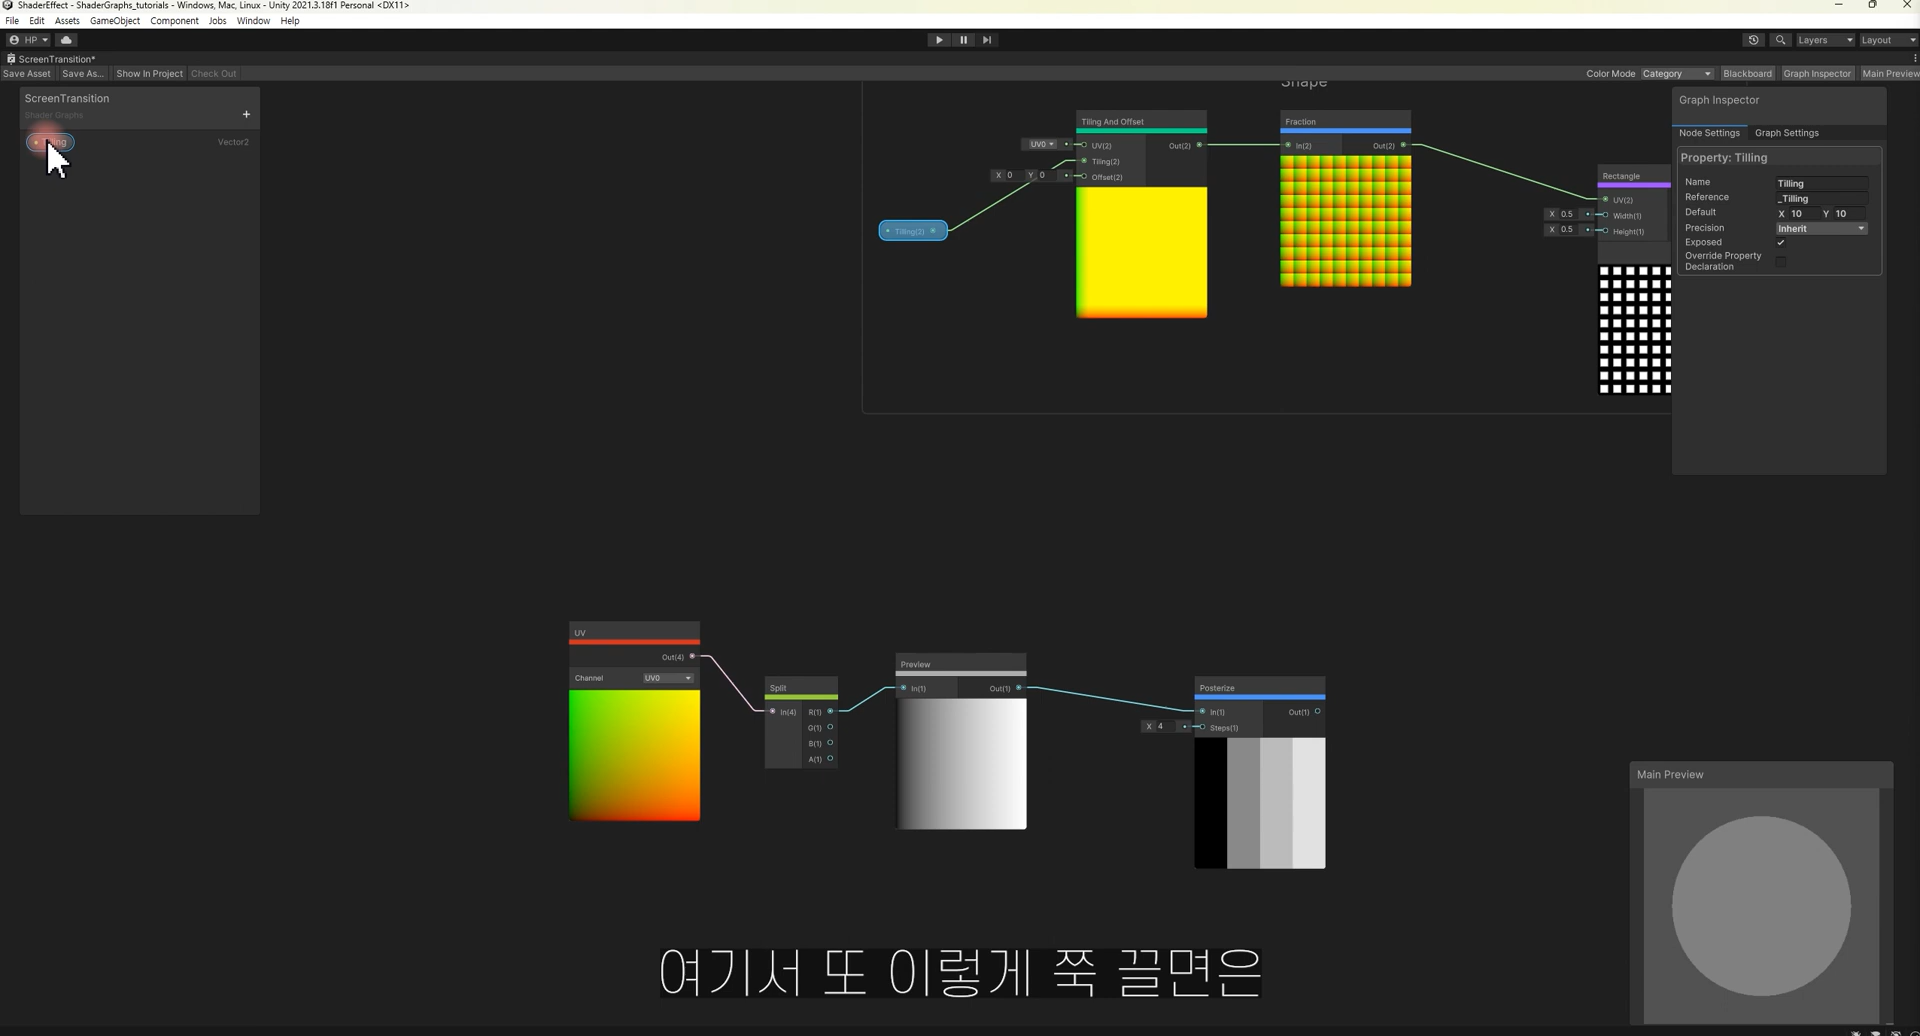 ShaderEffect - ShaderGraphs_tutorials - Windows, Mac, Linux - Unity 2021.3.18f1 Personal <DX11>
File Edit Assets GameObject Component Jobs Window Help
HP
Layers Layout
ScreenTransition*
Save Asset Save As... Show In Project Check Out
Color Mode Category Blackboard Graph Inspector Main Preview
ScreenTransition
Shader Graphs
+
Vector2
Shape
Tiling And Offset
UV0 UV(2) Out(2)
Tiling(2)
X 0 Y 0 Offset(2)
Tilling(2)
Fraction
In(2) Out(2)
Rectangle
UV(2)
X 0.5 Width(1)
X 0.5 Height(1)
Graph Inspector
Node Settings Graph Settings
Property: Tilling
Name Tilling
Reference _Tilling
Default X 10 Y 10
Precision Inherit
Exposed
Override Property
Declaration
UV
Out(4)
Channel UV0
Split
In(4) R(1)
G(1)
B(1)
A(1)
Preview
In(1) Out(1)
Posterize
In(1) Out(1)
X 4 Steps(1)
Main Preview
여기서 또 이렇게 쭉 끌면은